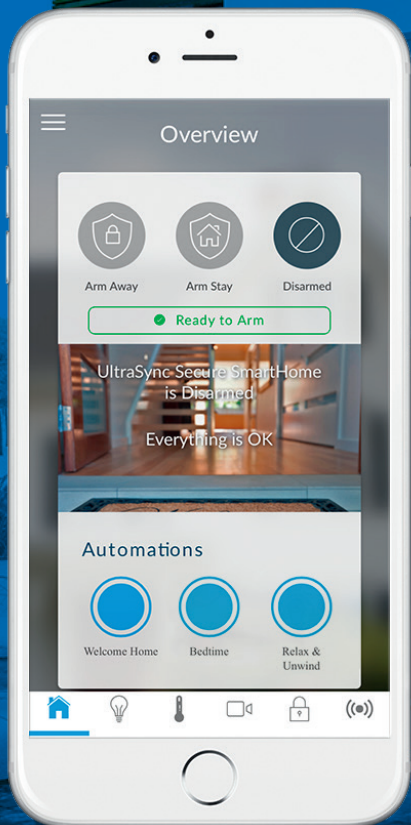 Overview
Arm Away
Arm Stay
Disarmed
Ready to Arm
UltraSync Secure SmartHome
is Disarmed
Everything is OK
Automations
Welcome Home
Bedtime
Relax &
Unwind